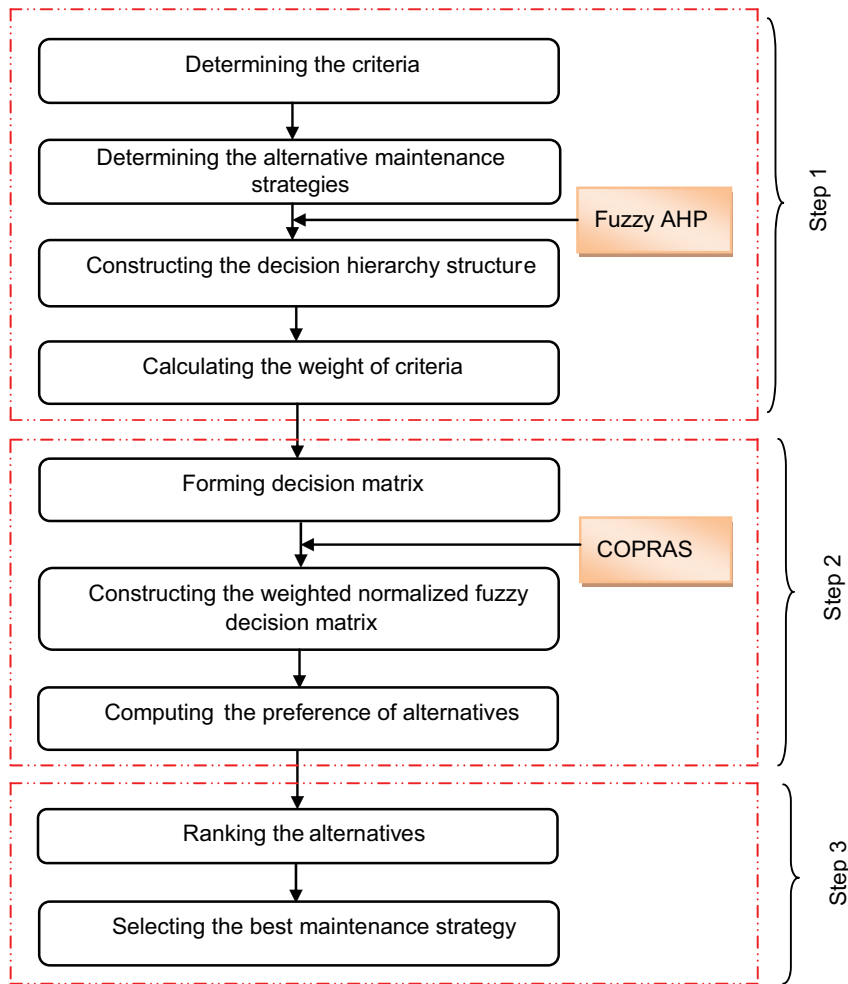 Determining the criteria
Determining the alternative maintenance
strategies
Fuzzy AHP
Constructing the decision hierarchy structure
Calculating the weight of criteria
Step 1
Forming decision matrix
COPRAS
Constructing the weighted normalized fuzzy
decision matrix
Computing the preference of alternatives
Step 2
Ranking the alternatives
Selecting the best maintenance strategy
Step 3